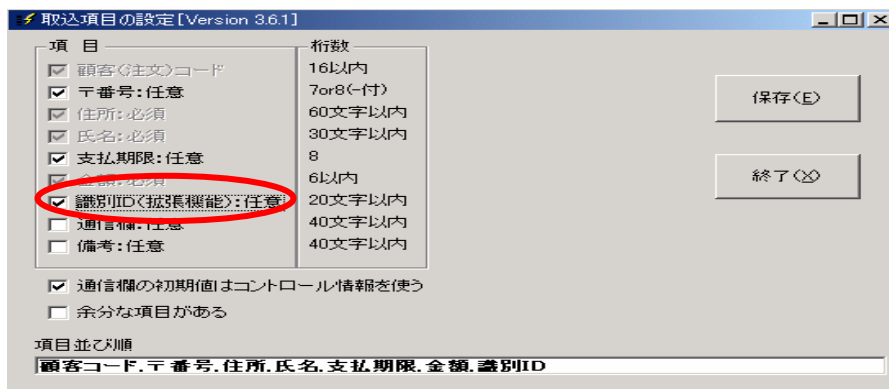 取込項目の設定[Version 3.6.1]
項 目 桁数
顧客(注文)コード 16以内
〒番号:任意 7or8(-付)
住所:必須 60文字以内
氏名:必須 30文字以内
支払期限:任意 8
金額:必須 6以内
識別ID(拡張機能):任意 20文字以内
通信欄:任意 40文字以内
備考:任意 40文字以内
保存(E)
終了(X)
通信欄の初期値はコントロール情報を使う
余分な項目がある
項目並び順
顧客コード,〒番号,住所,氏名,支払期限,金額,識別ID